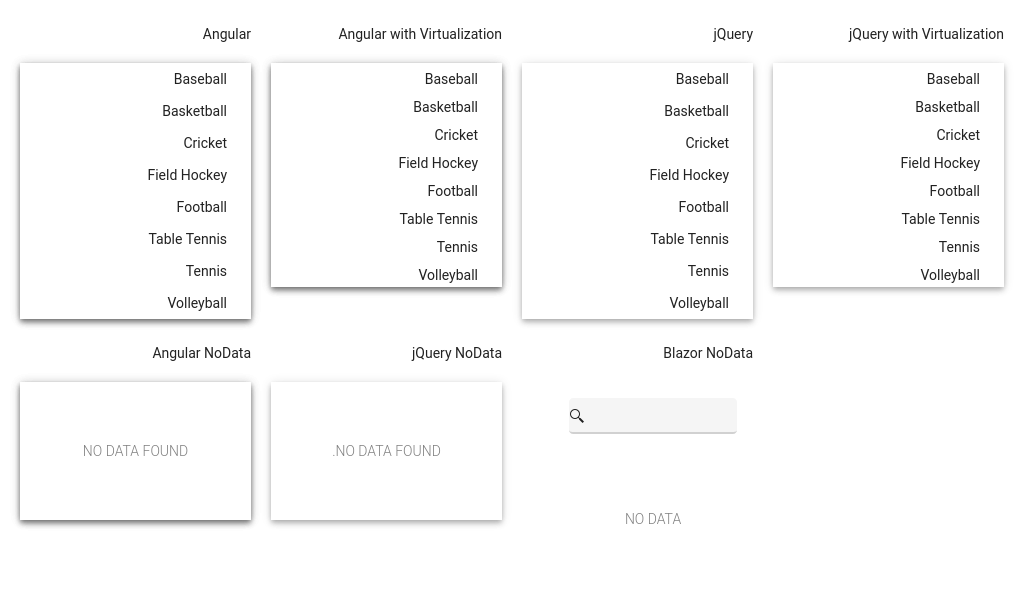 Angular
Baseball
Basketball
Cricket
Field Hockey
Football
Table Tennis
Tennis
Volleyball
Angular with Virtualization
Baseball
Basketball
Cricket
Field Hockey
Football
Table Tennis
Tennis
Volleyball
jQuery
Baseball
Basketball
Cricket
Field Hockey
Football
Table Tennis
Tennis
Volleyball
jQuery with Virtualization
Baseball
Basketball
Cricket
Field Hockey
Football
Table Tennis
Tennis
Volleyball
Angular NoData
NO DATA FOUND
jQuery NoData
.NO DATA FOUND
Blazor NoData
NO DATA